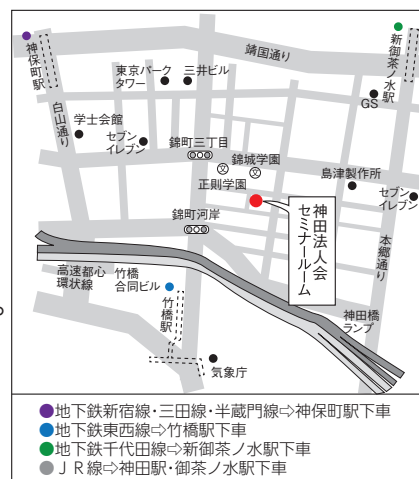 神保町駅
靖国通り
新御茶ノ水駅
東京パークタワー
三井ビル
白山通り
学士会館
セブンイレブン
GS
錦町三丁目
錦城学園
正則学園
島津製作所
セブンイレブン
錦町河岸
神田法人会
セミナールーム
本郷通り
高速都心
環状線
竹橋
合同ビル
竹橋駅
神田橋
ランプ
気象庁
●地下鉄新宿線・三田線・半蔵門線⇨神保町駅下車
●地下鉄東西線⇨竹橋駅下車
●地下鉄千代田線⇨新御茶ノ水駅下車
●JR線⇨神田駅・御茶ノ水駅下車